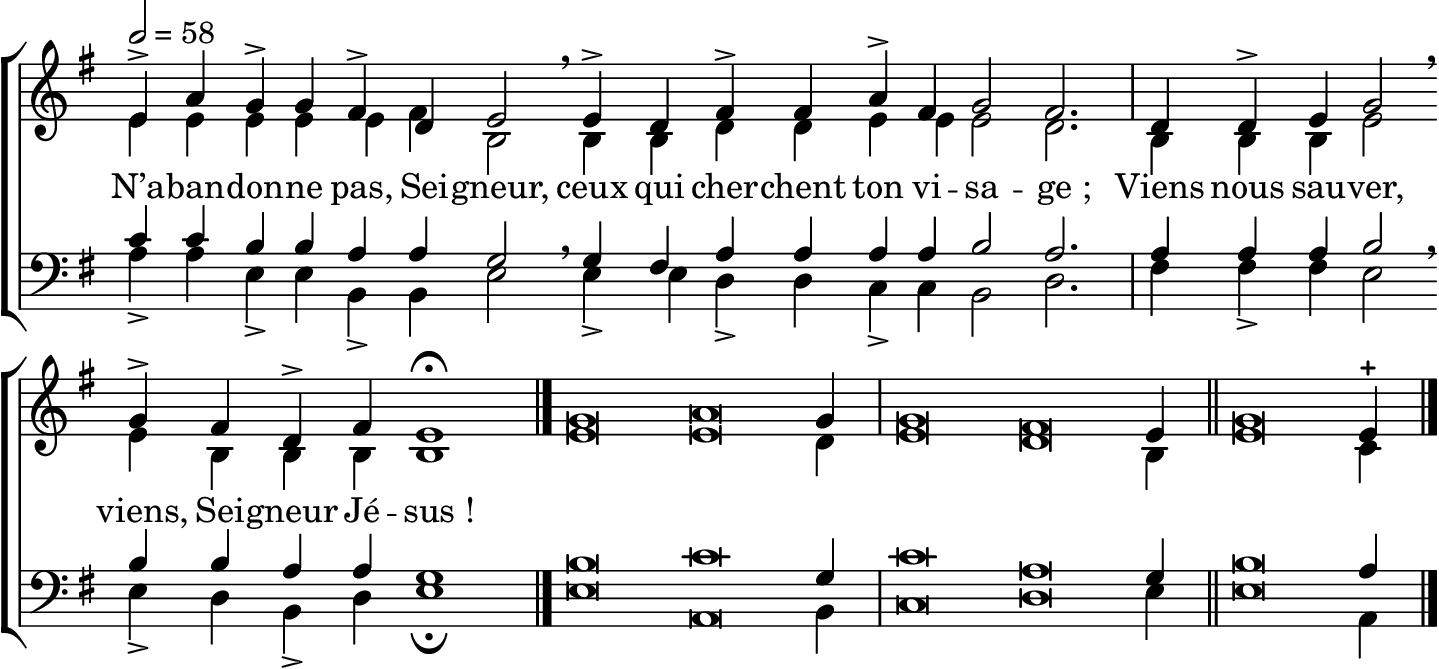 = 58
N’abandonne pas, Seigneur, ceux qui cherchent ton vi – sa – ge ; Viens nous sauver,
viens, Seigneur Jé – sus !